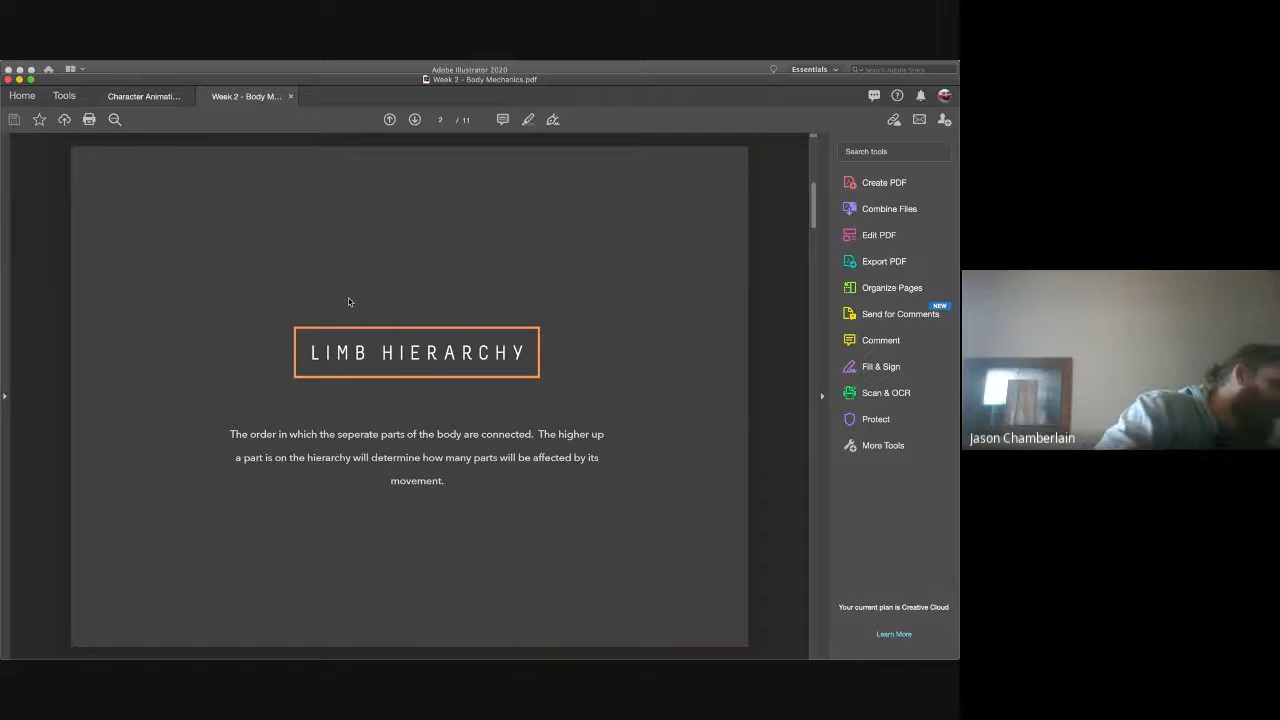 Adobe Illustrator 2020
Essentials
Search Adobe Stock
Week 2 - Body Mechanics.pdf
Home
Tools
Character Animati...
Week 2 - Body M...
2 / 11
Search tools
Create PDF
Combine Files
Edit PDF
Export PDF
Organize Pages
NEW
Send for Comments
Comment
Fill & Sign
Scan & OCR
Protect
More Tools
Your current plan is Creative Cloud
Learn More
LIMB HIERARCHY
The order in which the seperate parts of the body are connected. The higher up
a part is on the hierarchy will determine how many parts will be affected by its
movement.
Jason Chamberlain